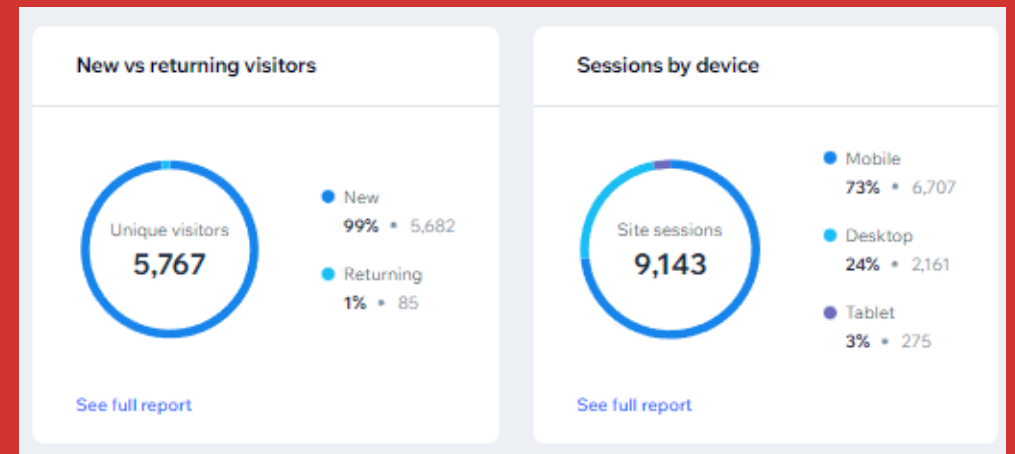 New vs returning visitors
Unique visitors
5,767
New
99% • 5,682
Returning
1% • 85
See full report
Sessions by device
Site sessions
9,143
Mobile
73% • 6,707
Desktop
24% • 2,161
Tablet
3% • 275
See full report